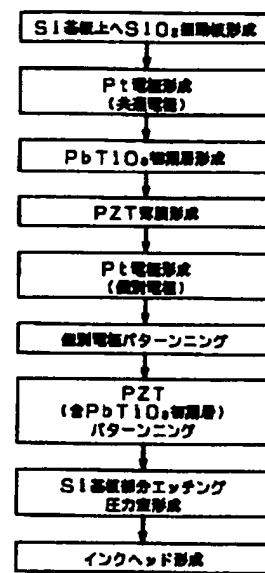 Si基板上へSiO₂振動板形成
Pt電極形成
(共通電極)
PbTiO₃初期層形成
PZT薄膜形成
Pt電極形成
(個別電極)
個別電極パターンニング
PZT
(含PbTiO₃初期層)
パターンニング
Si基板部分エッチング
圧力室形成
インクヘッド形成